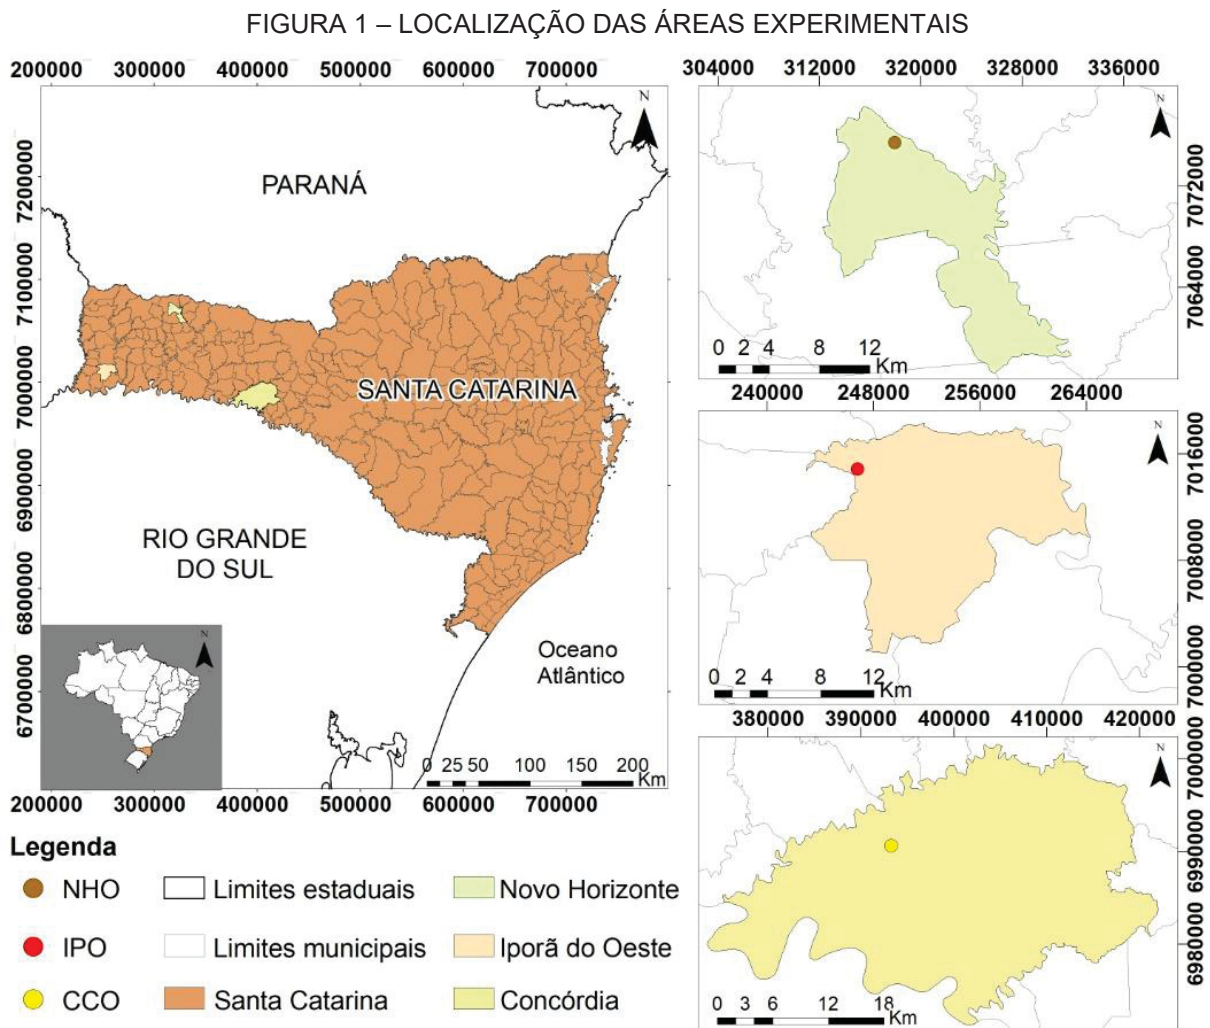 FIGURA 1 – LOCALIZAÇÃO DAS ÁREAS EXPERIMENTAIS
200000 300000 400000 500000 600000 700000
N
PARANÁ
SANTA CATARINA
RIO GRANDE
DO SUL
Oceano
Atlântico
7200000
7100000
7000000
6900000
6800000
6700000
N
0 25 50 100 150 200
Km
200000 300000 400000 500000 600000 700000
304000 312000 320000 328000 336000
N
7072000
7064000
0 2 4 8 12
Km
240000 248000 256000 264000
N
7016000
7008000
7000000
0 2 4 8 12
Km
380000 390000 400000 410000 420000
N
7000000
6990000
6980000
0 3 6 12 18
Km
Legenda
NHO Limites estaduais Novo Horizonte
IPO Limites municipais Iporã do Oeste
CCO Santa Catarina Concórdia